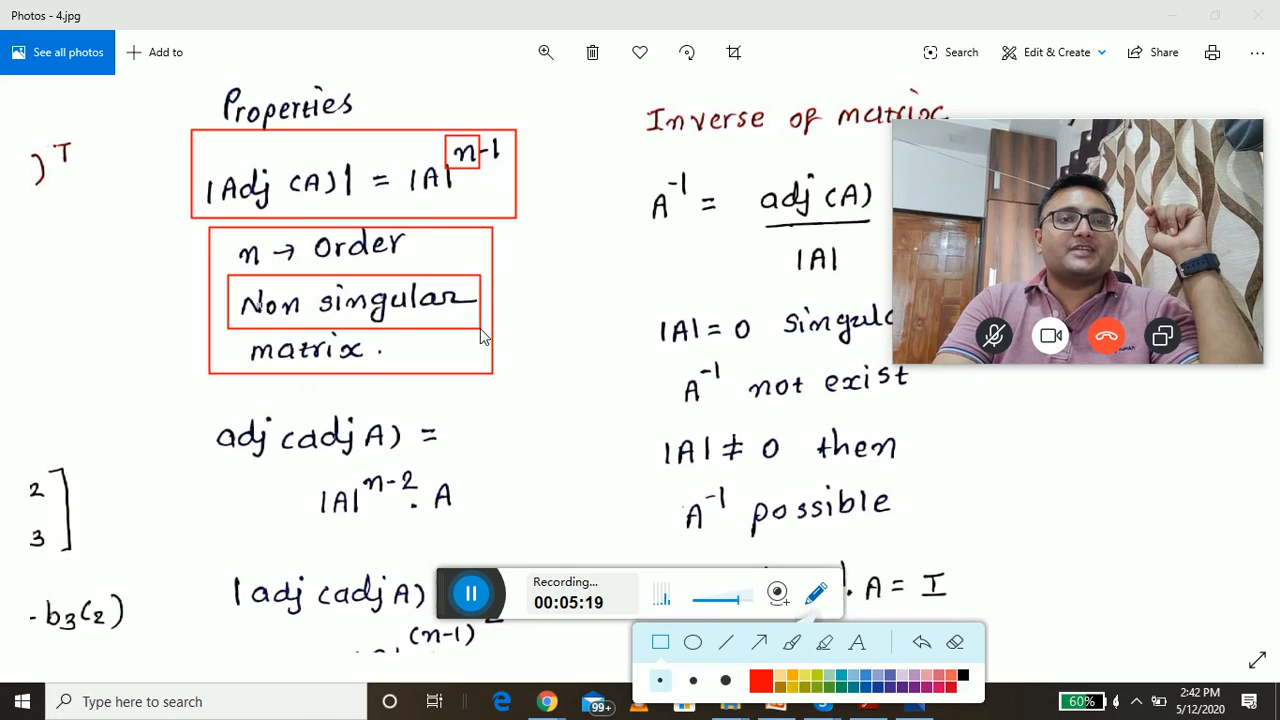 Photos - 4.jpg
See all photos
Add to
Search
Edit & Create
Share
Properties
|Adj (A)| = |A|^n-1
n → Order
Non singular
matrix.
adj (adj A) =
|A|^n-2 . A
|adj (adj A)
(n-1)^2
)^T
2
3
- b3(2)
Inverse of matrix
A^-1 = adj (A)
|A|
|A| = 0 singula
A^-1 not exist
|A| ≠ 0 then
A^-1 possible
. A = I
Recording...
00:05:19
A
Type here to search
99+
60%
2:42 PM
5/12/2020